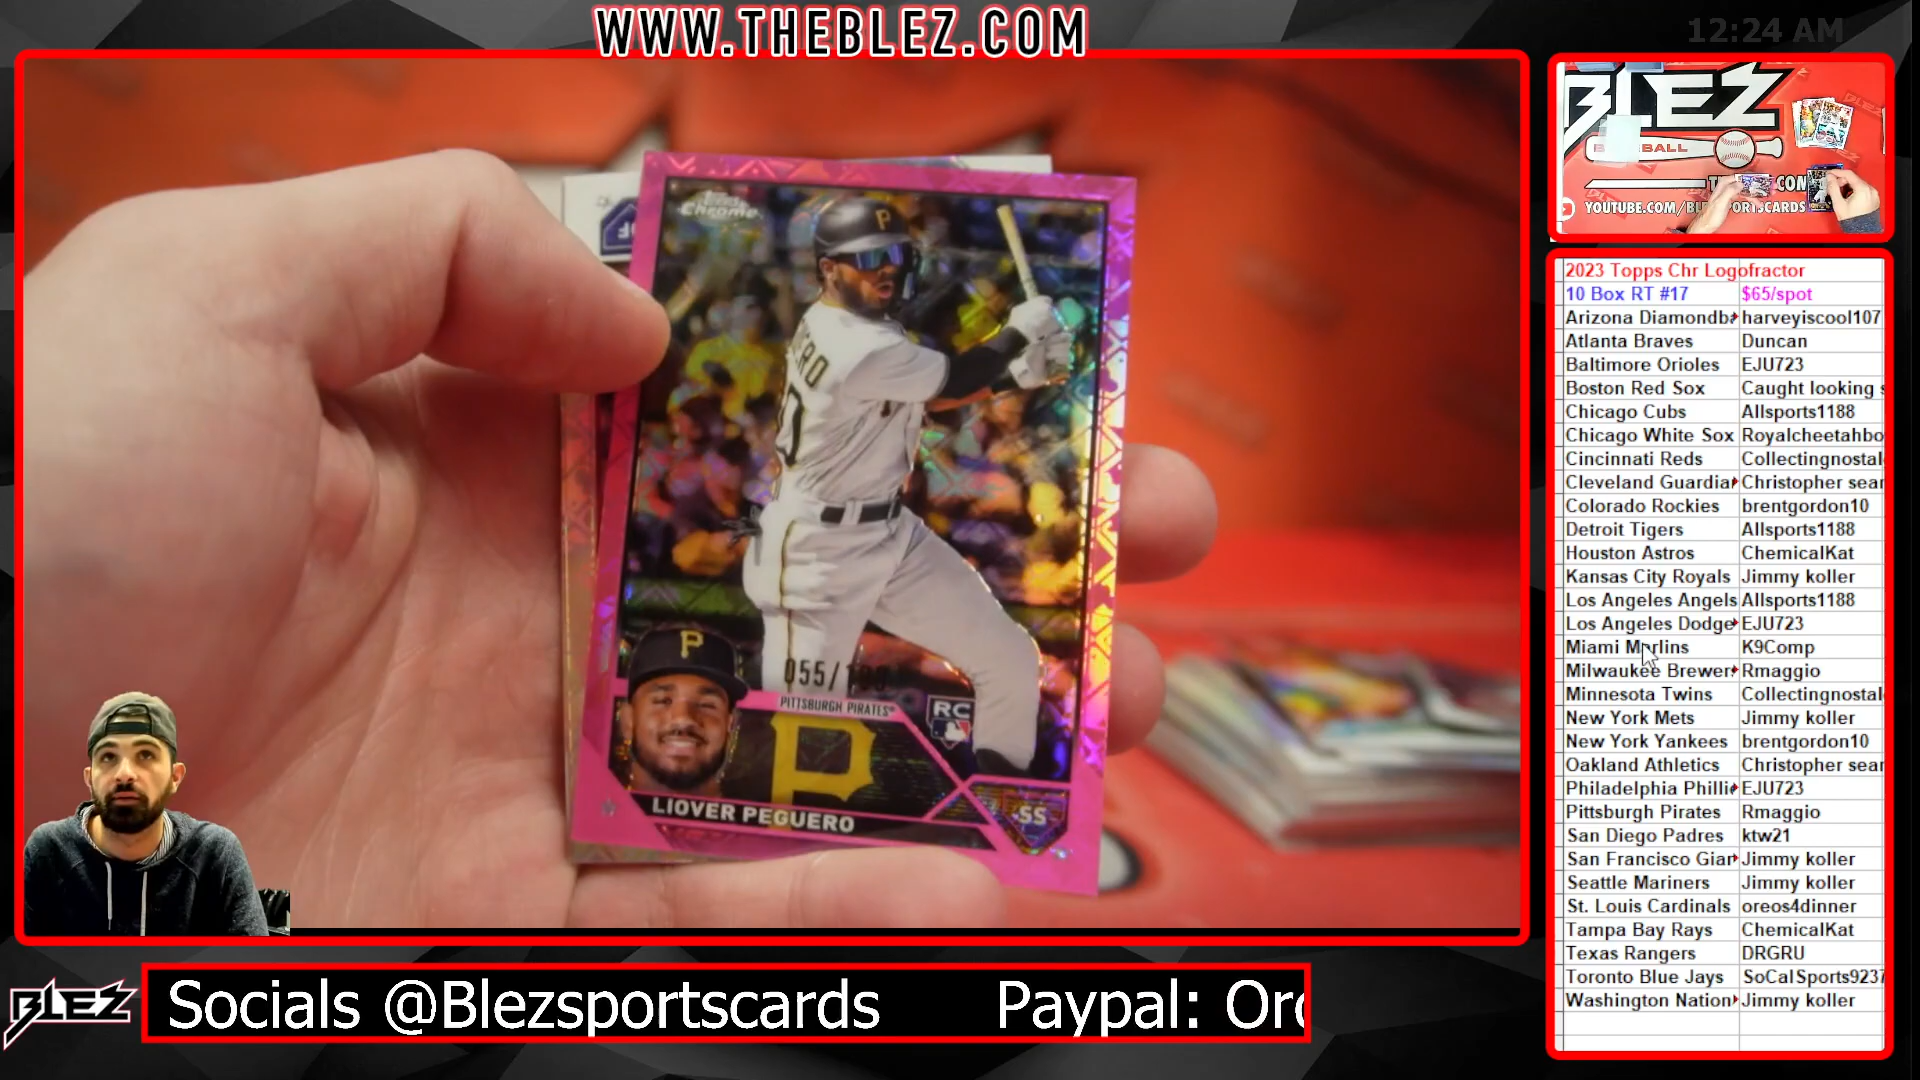 WWW.THEBLEZ.COM
12:24 AM
BLEZ
YOUTUBE.COM/
Chrome
055/
PITTSBURGH PIRATES
RC
P
LIOVER PEGUERO
SS
2023 Topps Chr Logofractor
10 Box RT #17 $65/spot
Arizona Diamondba harveyiscool107
Atlanta Braves Duncan
Baltimore Orioles EJU723
Boston Red Sox Caught looking s
Chicago Cubs Allsports1188
Chicago White Sox Royalcheetahbo
Cincinnati Reds Collectingnostal
Cleveland Guardia Christopher sear
Colorado Rockies brentgordon10
Detroit Tigers Allsports1188
Houston Astros ChemicalKat
Kansas City Royals Jimmy koller
Los Angeles Angels Allsports1188
Los Angeles Dodge EJU723
Miami Marlins K9Comp
Milwaukee Brewer Rmaggio
Minnesota Twins Collectingnostal
New York Mets Jimmy koller
New York Yankees brentgordon10
Oakland Athletics Christopher sear
Philadelphia Philli EJU723
Pittsburgh Pirates Rmaggio
San Diego Padres ktw21
San Francisco Gian Jimmy koller
Seattle Mariners Jimmy koller
St. Louis Cardinals oreos4dinner
Tampa Bay Rays ChemicalKat
Texas Rangers DRGRU
Toronto Blue Jays SoCalSports9237
Washington Nation Jimmy koller
BLEZ
Socials @Blezsportscards Paypal: Oro